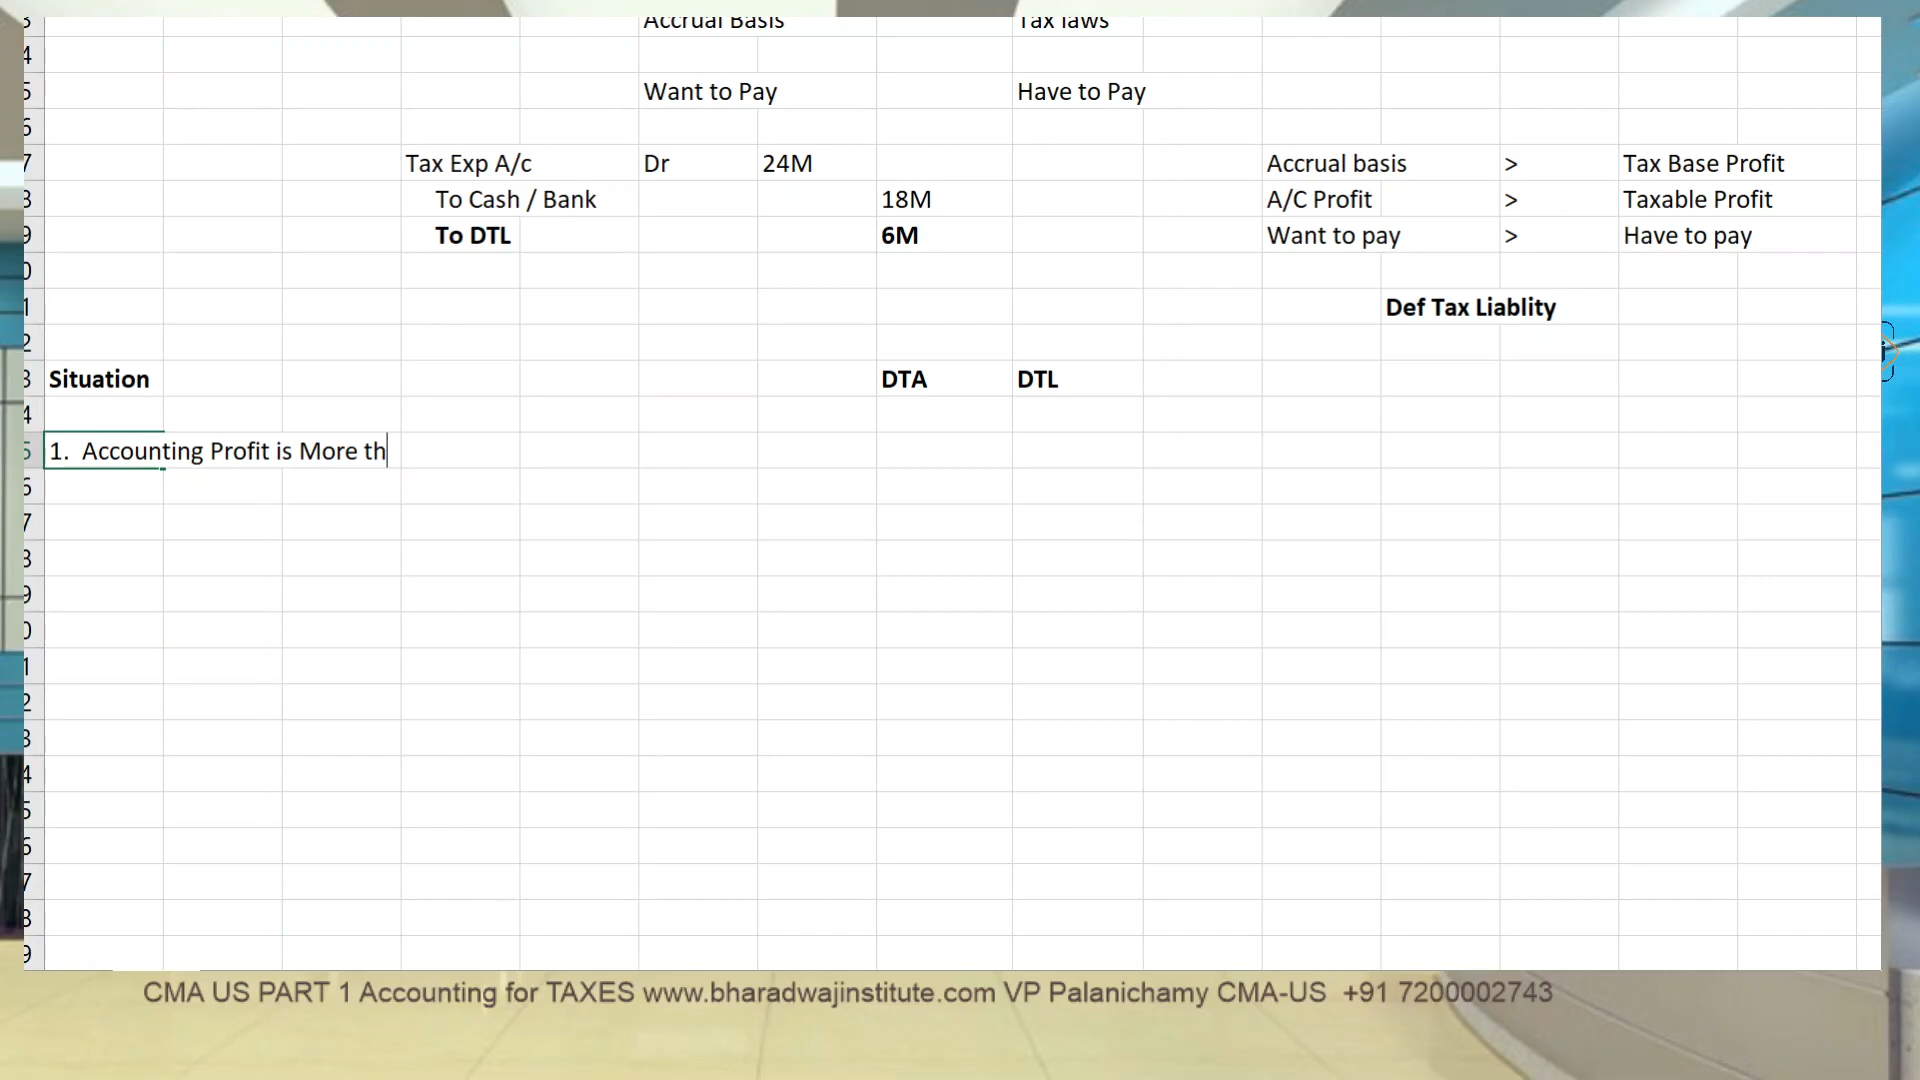 Accrual Basis Tax laws
Want to Pay Have to Pay
Tax Exp A/c Dr 24M Accrual basis > Tax Base Profit
To Cash / Bank 18M A/C Profit > Taxable Profit
To DTL 6M Want to pay > Have to pay
Def Tax Liablity
Situation DTA DTL
1. Accounting Profit is More th
CMA US PART 1 Accounting for TAXES www.bharadwajinstitute.com VP Palanichamy CMA-US +91 7200002743